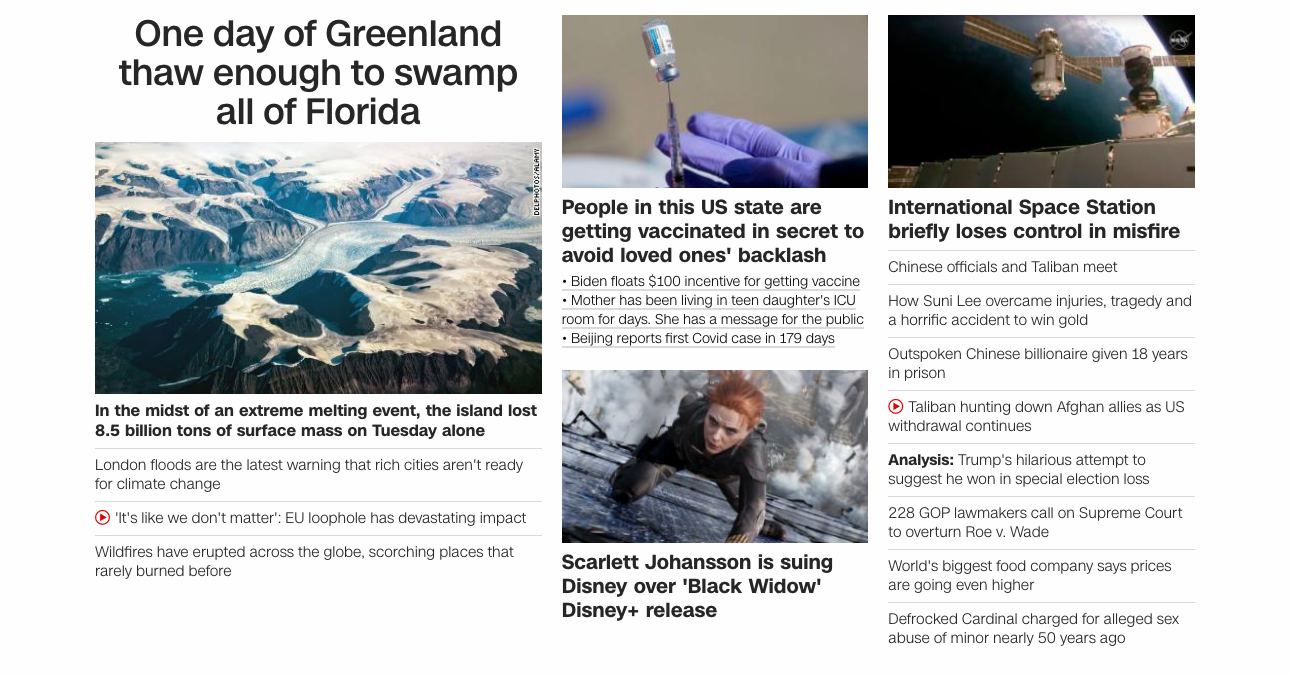 One day of Greenland
thaw enough to swamp
all of Florida
DELPHOTOS/ALAMY
In the midst of an extreme melting event, the island lost
8.5 billion tons of surface mass on Tuesday alone
London floods are the latest warning that rich cities aren't ready
for climate change
'It's like we don't matter': EU loophole has devastating impact
Wildfires have erupted across the globe, scorching places that
rarely burned before
People in this US state are
getting vaccinated in secret to
avoid loved ones' backlash
• Biden floats $100 incentive for getting vaccine
• Mother has been living in teen daughter's ICU
room for days. She has a message for the public
• Beijing reports first Covid case in 179 days
Scarlett Johansson is suing
Disney over 'Black Widow'
Disney+ release
NASA
International Space Station
briefly loses control in misfire
Chinese officials and Taliban meet
How Suni Lee overcame injuries, tragedy and
a horrific accident to win gold
Outspoken Chinese billionaire given 18 years
in prison
Taliban hunting down Afghan allies as US
withdrawal continues
Analysis: Trump's hilarious attempt to
suggest he won in special election loss
228 GOP lawmakers call on Supreme Court
to overturn Roe v. Wade
World's biggest food company says prices
are going even higher
Defrocked Cardinal charged for alleged sex
abuse of minor nearly 50 years ago